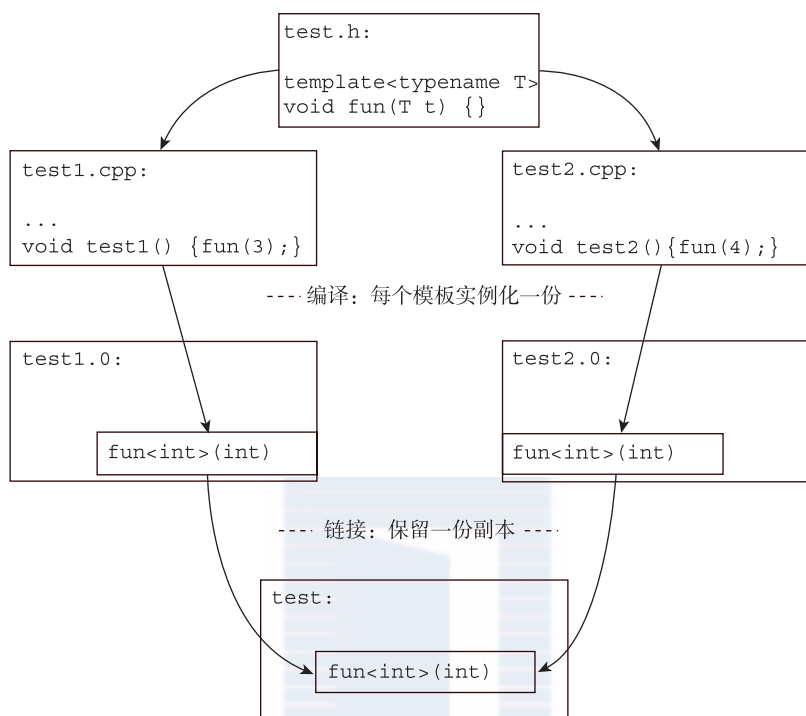 test.h:
template<typename T>
void fun(T t) {}
test1.cpp:
...
void test1() {fun(3);}
test2.cpp:
...
void test2(){fun(4);}
---- 编译：每个模板实例化一份 ----
test1.0:
fun<int>(int)
test2.0:
fun<int>(int)
---- 链接：保留一份副本 ----
test:
fun<int>(int)